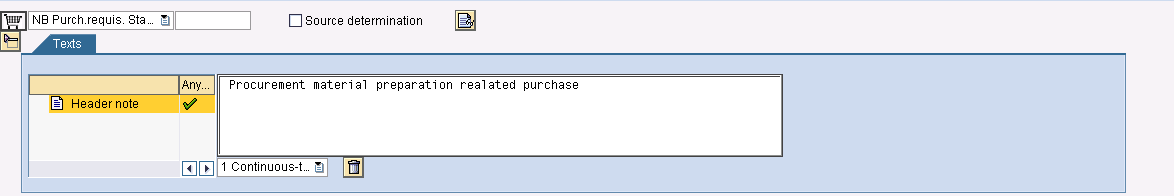 NB Purch.requis. Sta... Source determination
Texts
Any...
Procurement material preparation realated purchase
Header note
1 Continuous-t...